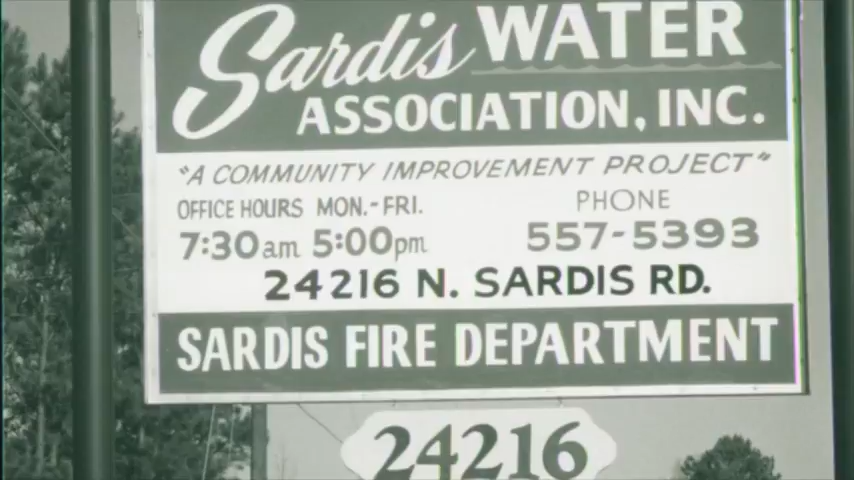 Sardis WATER
ASSOCIATION, INC.
"A COMMUNITY IMPROVEMENT PROJECT"
OFFICE HOURS MON.-FRI.
7:30am 5:00pm
PHONE
557-5393
24216 N. SARDIS RD.
SARDIS FIRE DEPARTMENT
24216